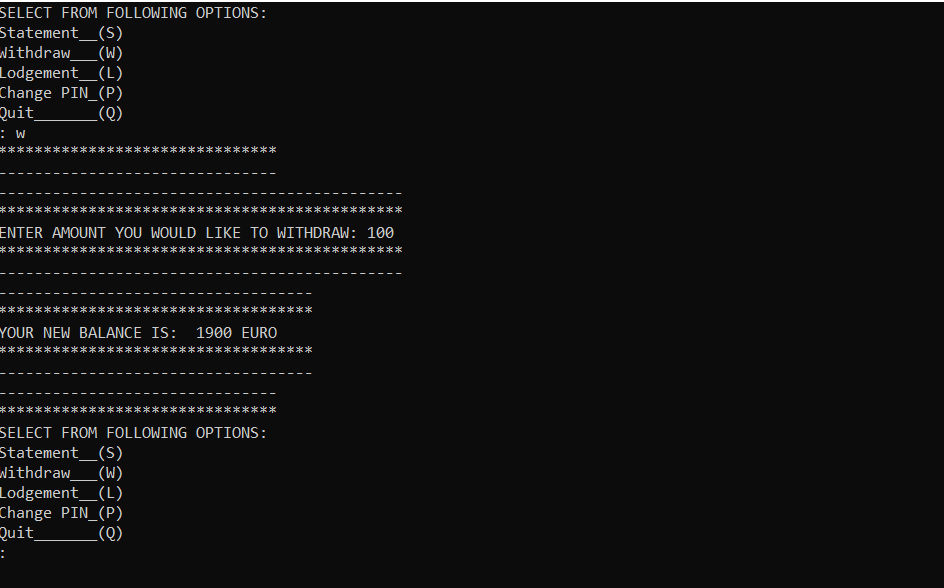 SELECT FROM FOLLOWING OPTIONS:
Statement__(S)
Withdraw___(W)
Lodgement__(L)
Change PIN_(P)
Quit_______(Q)
: w
*******************************
-------------------------------
---------------------------------------------
*********************************************
ENTER AMOUNT YOU WOULD LIKE TO WITHDRAW: 100
*********************************************
---------------------------------------------
-----------------------------------
***********************************
YOUR NEW BALANCE IS:  1900 EURO
***********************************
-----------------------------------
-------------------------------
*******************************
SELECT FROM FOLLOWING OPTIONS:
Statement__(S)
Withdraw___(W)
Lodgement__(L)
Change PIN_(P)
Quit_______(Q)
: